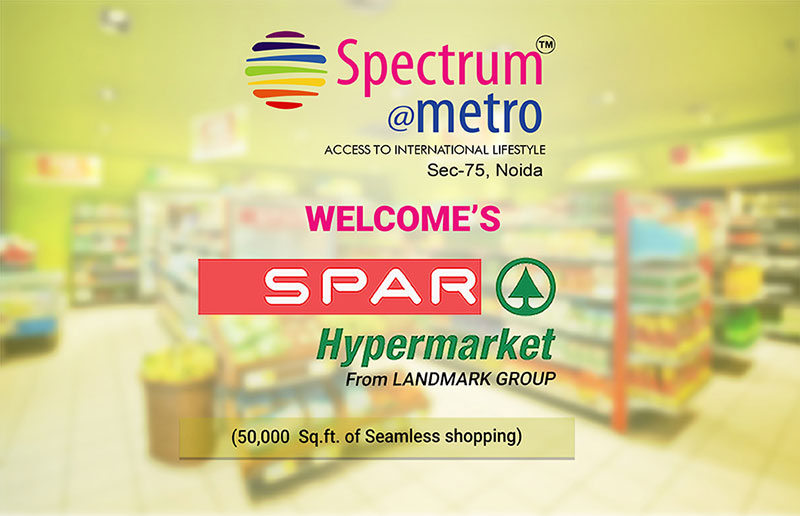 Spectrum™
@metro
ACCESS TO INTERNATIONAL LIFESTYLE
Sec-75, Noida
WELCOME'S
SPAR
Hypermarket
From LANDMARK GROUP
(50,000 Sq.ft. of Seamless shopping)